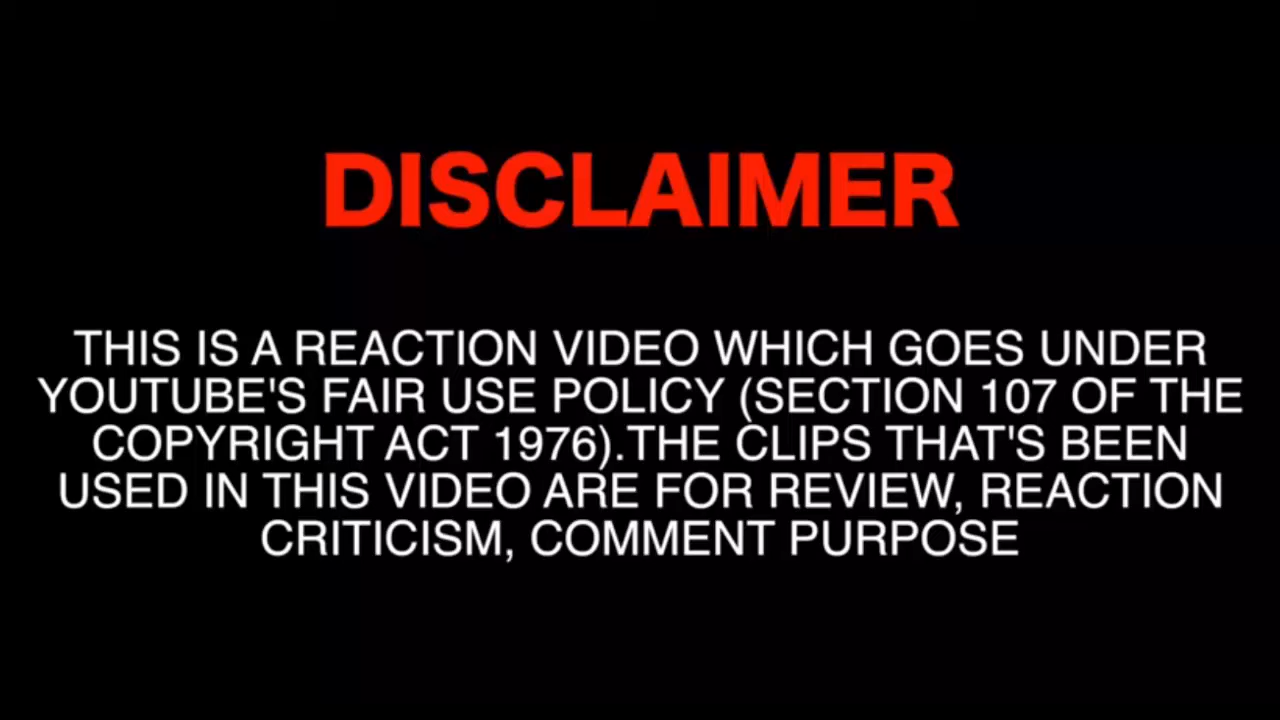 DISCLAIMER
THIS IS A REACTION VIDEO WHICH GOES UNDER
YOUTUBE'S FAIR USE POLICY (SECTION 107 OF THE
COPYRIGHT ACT 1976).THE CLIPS THAT'S BEEN
USED IN THIS VIDEO ARE FOR REVIEW, REACTION
CRITICISM, COMMENT PURPOSE